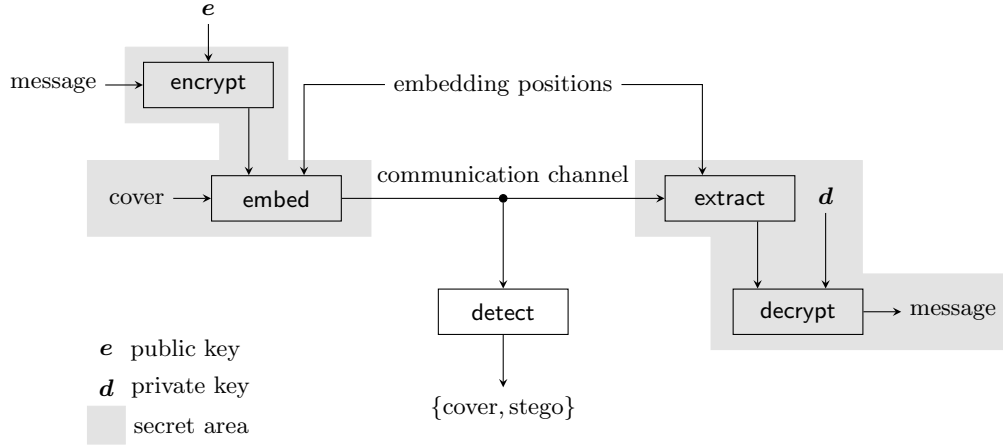 e
message
encrypt
embedding positions
communication channel
cover
embed
extract
d
detect
decrypt
message
e public key
d private key
{cover, stego}
secret area